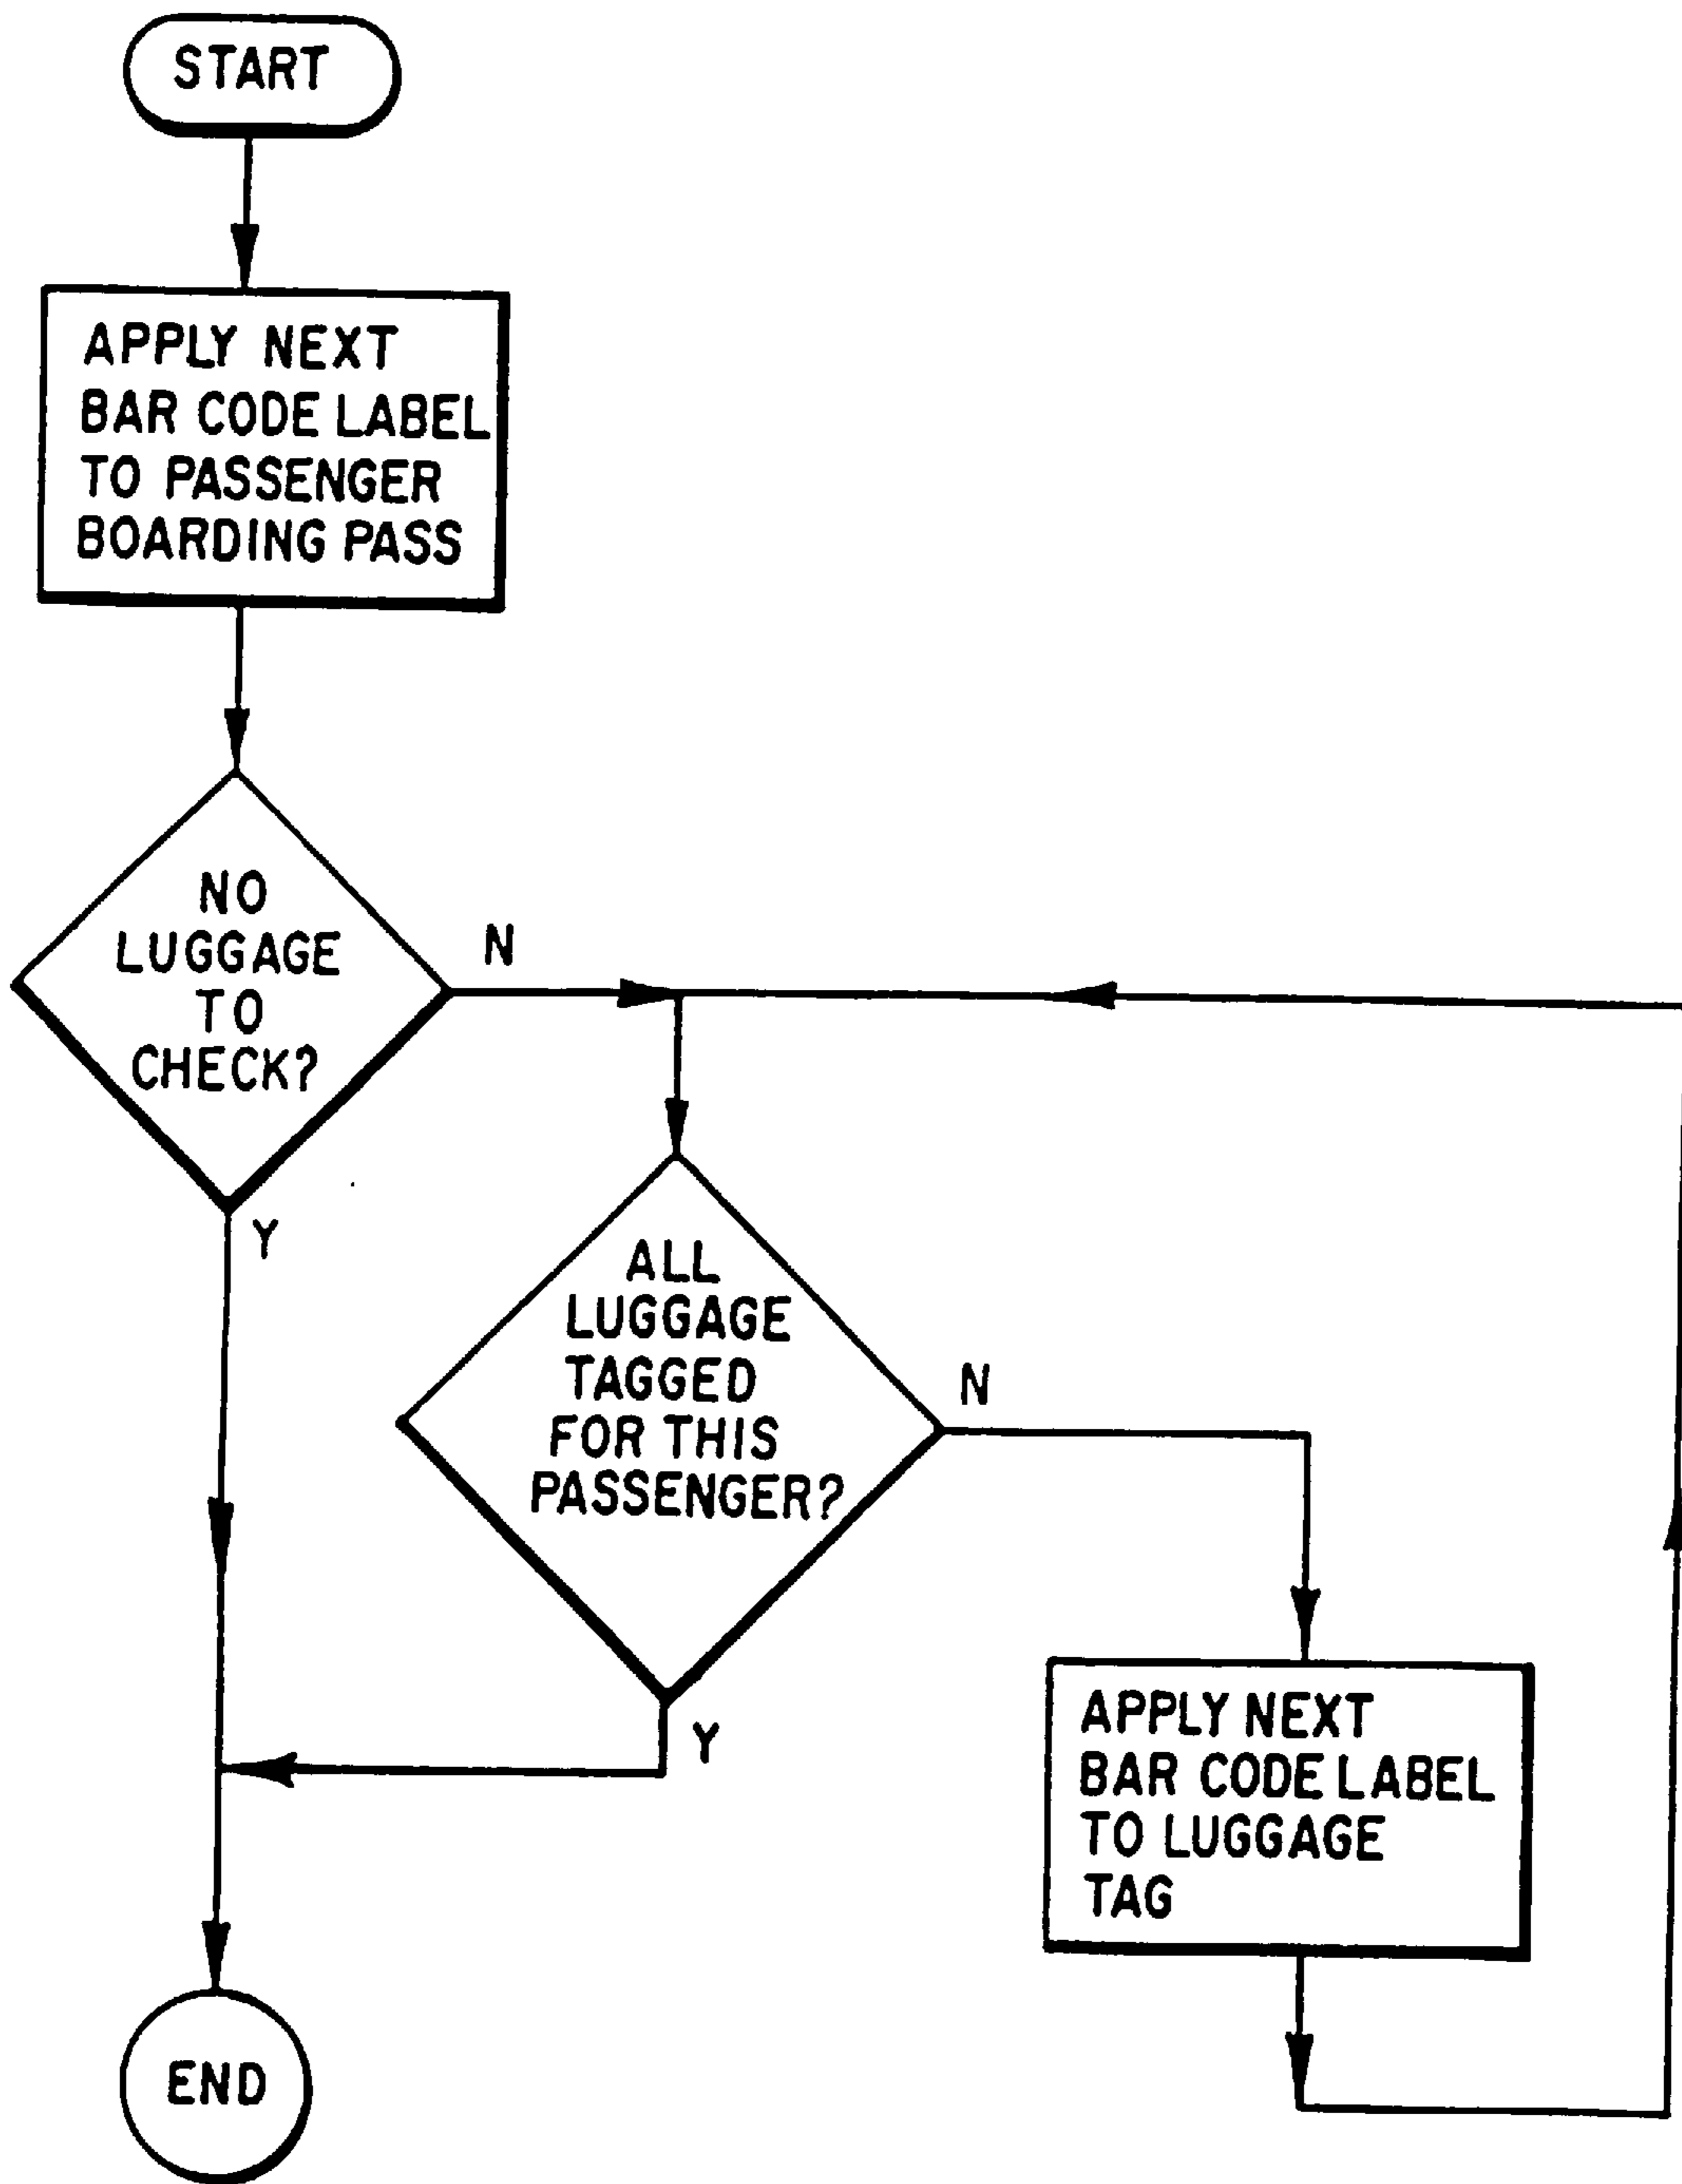 START
APPLY NEXT
BAR CODE LABEL
TO PASSENGER
BOARDING PASS
NO
LUGGAGE
TO
CHECK?
N
Y
ALL
LUGGAGE
TAGGED
FOR THIS
PASSENGER?
N
Y
APPLY NEXT
BAR CODE LABEL
TO LUGGAGE
TAG
END